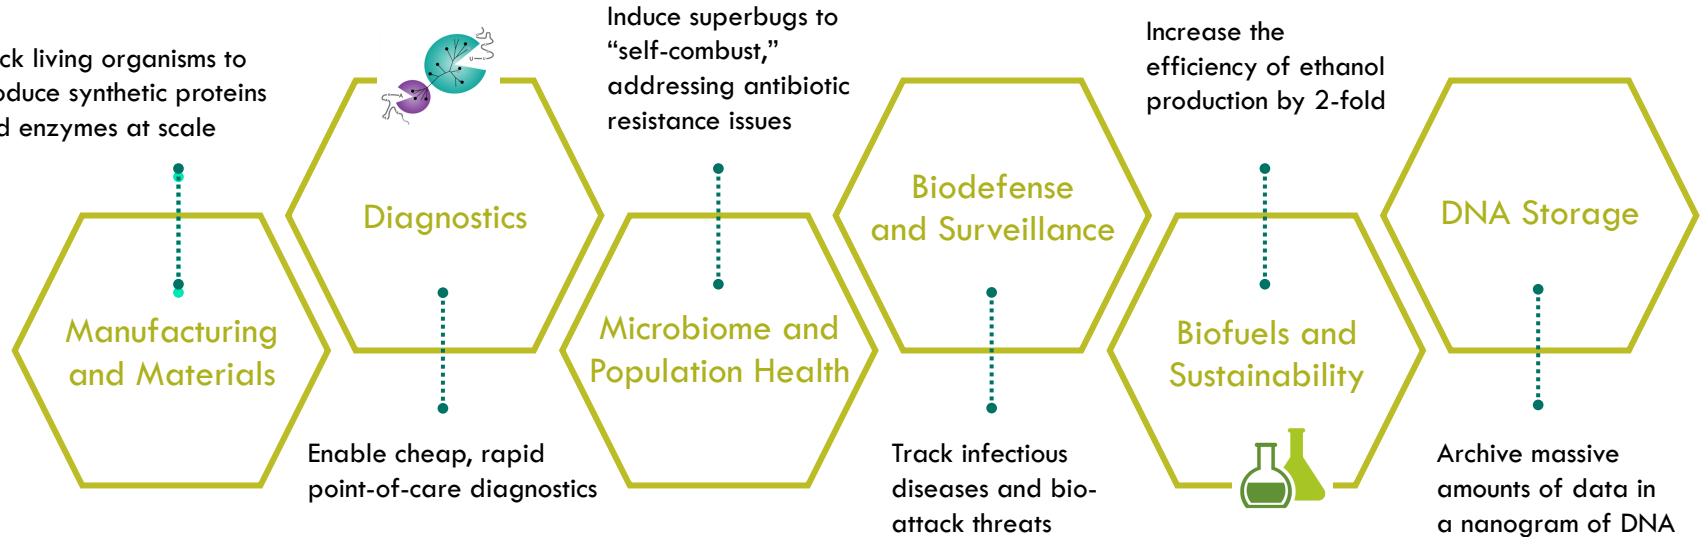 living organisms to
synthetic proteins
enzymes at scale
Manufacturing
and Materials
Diagnostics
Enable cheap, rapid
point-of-care diagnostics
Induce superbugs to
“self-combust,”
addressing antibiotic
resistance issues
Microbiome and
Population Health
Biodefense
and Surveillance
Track infectious
diseases and bio-
attack threats
Increase the
efficiency of ethanol
production by 2-fold
Biofuels and
Sustainability
DNA Storage
Archive massive
amounts of data in
a nanogram of DNA